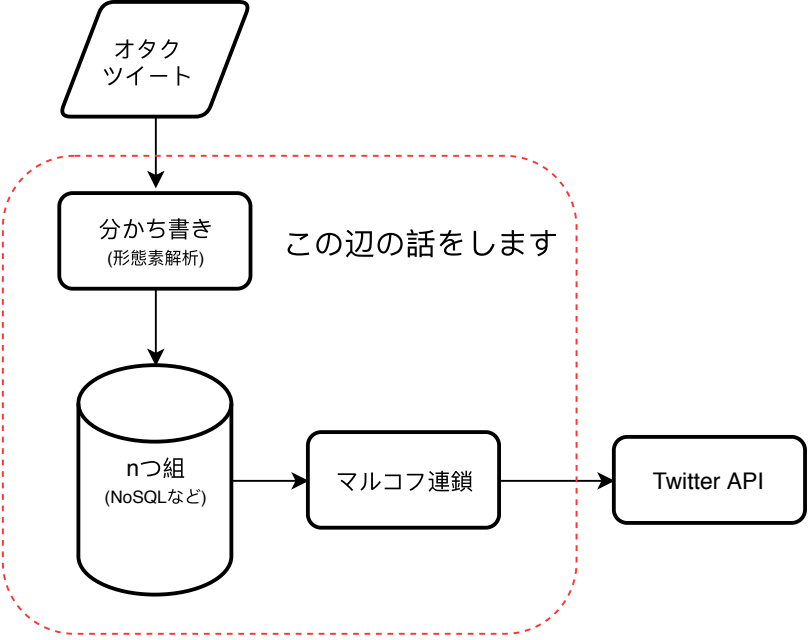 オタク
ツイート
分かち書き
(形態素解析)
この辺の話をします
nつ組
(NoSQLなど)
マルコフ連鎖
Twitter API